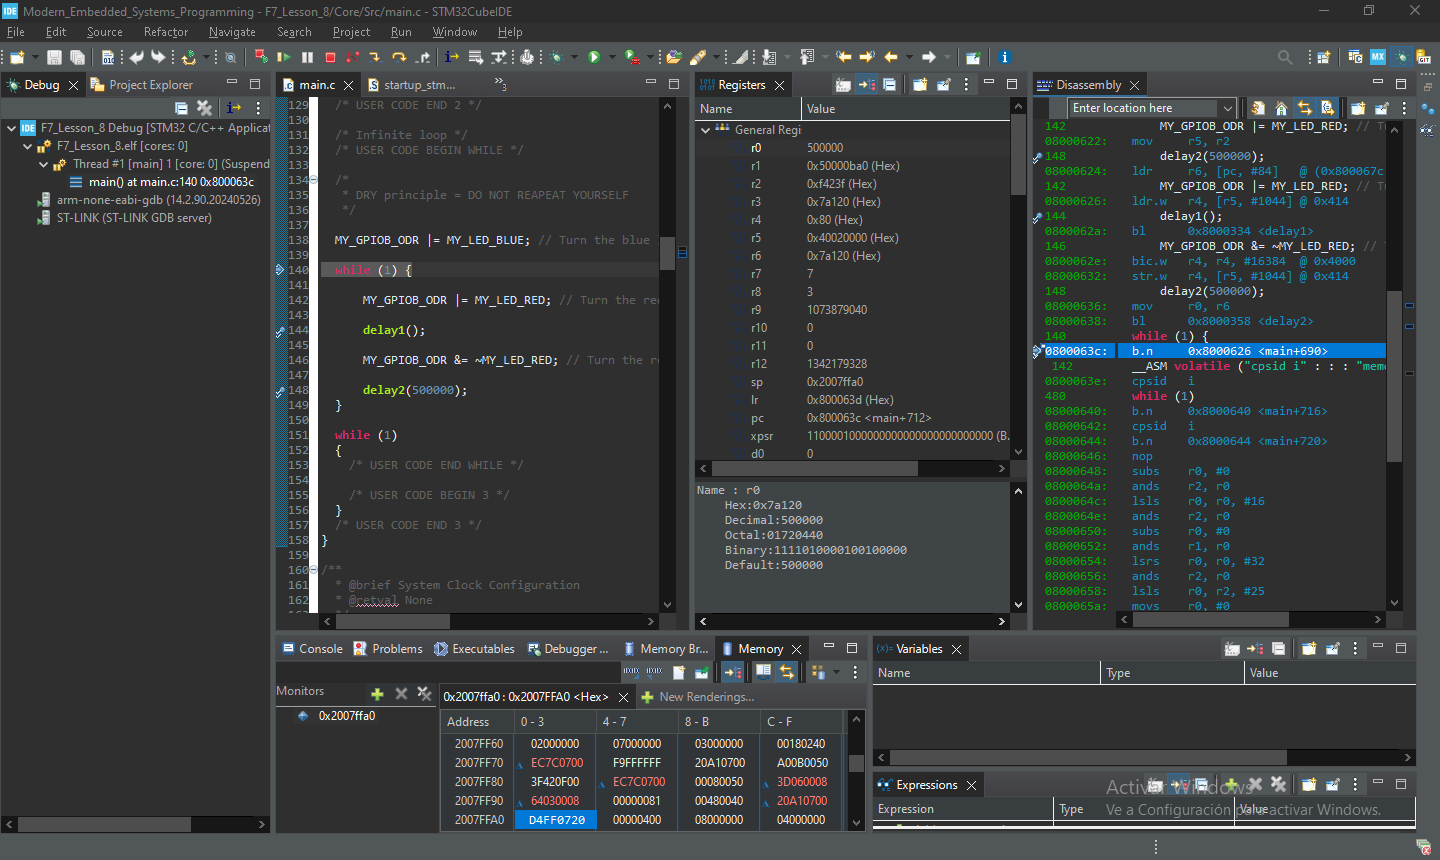 Modern_Embedded_Systems_Programming - F7_Lesson_8/Core/Src/main.c - STM32CubeIDE
File Edit Source Refactor Navigate Search Project Run Window Help
Debug Project Explorer
F7_Lesson_8 Debug [STM32 C/C++ Applicat
F7_Lesson_8.elf [cores: 0]
Thread #1 [main] 1 [core: 0] (Suspend
main() at main.c:140 0x800063c
arm-none-eabi-gdb (14.2.90.20240526)
ST-LINK (ST-LINK GDB server)
main.c startup_stm... 3
129 /* USER CODE END 2 */
130
131 /* Infinite loop */
132 /* USER CODE BEGIN WHILE */
133
134 /*
135 * DRY principle = DO NOT REAPEAT YOURSELF
136 */
137
138 MY_GPIOB_ODR |= MY_LED_BLUE; // Turn the blue
139
140 while (1) {
141
142 MY_GPIOB_ODR |= MY_LED_RED; // Turn the re
143
144 delay1();
145
146 MY_GPIOB_ODR &= ~MY_LED_RED; // Turn the r
147
148 delay2(500000);
149 }
150
151 while (1)
152 {
153 /* USER CODE END WHILE */
154
155 /* USER CODE BEGIN 3 */
156 }
157 /* USER CODE END 3 */
158 }
159
160 /**
161 * @brief System Clock Configuration
162 * @retval None
Registers
Name Value
General Regi
r0 500000
r1 0x50000ba0 (Hex)
r2 0xf423f (Hex)
r3 0x7a120 (Hex)
r4 0x80 (Hex)
r5 0x40020000 (Hex)
r6 0x7a120 (Hex)
r7 7
r8 3
r9 1073879040
r10 0
r11 0
r12 1342179328
sp 0x2007ffa0
lr 0x800063d (Hex)
pc 0x800063c <main+712>
d0 0
Name : r0
Hex:0x7a120
Decimal:500000
Octal:01720440
Binary:1111010000100100000
Default:500000
Disassembly
Enter location here
142 MY_GPIOB_ODR |= MY_LED_RED; // T
08000622: mov r5, r2
148 delay2(500000);
08000624: ldr r6, [pc, #84] @ (0x800067c
142 MY_GPIOB_ODR |= MY_LED_RED; // T
08000626: ldr.w r4, [r5, #1044] @ 0x414
144 delay1();
0800062a: bl 0x8000334 <delay1>
146 MY_GPIOB_ODR &= ~MY_LED_RED; //
0800062e: bic.w r4, r4, #16384 @ 0x4000
08000632: str.w r4, [r5, #1044] @ 0x414
148 delay2(500000);
08000636: mov r0, r6
08000638: bl 0x8000358 <delay2>
140 while (1) {
0800063c: b.n 0x8000626 <main+690>
142 __ASM volatile ("cpsid i" : : : "mem
0800063e: cpsid i
480 while (1)
08000640: b.n 0x8000640 <main+716>
08000642: cpsid i
08000644: b.n 0x8000644 <main+720>
08000646: nop
08000648: subs r0, #0
0800064a: ands r2, r0
0800064c: lsls r0, r0, #16
0800064e: ands r2, r0
08000650: subs r0, #0
08000652: ands r1, r0
08000654: lsrs r0, r0, #32
08000656: ands r2, r0
08000658: lsls r0, r2, #25
0800065a: movs r0, #0
Console Problems Executables Debugger ... Memory Br... Memory
Monitors
0x2007ffa0
0x2007ffa0 : 0x2007FFA0 <Hex> New Renderings...
Address 0 - 3 4 - 7 8 - B C - F
2007FF60 02000000 07000000 03000000 00180240
2007FF70 EC7C0700 F9FFFFFF 20A10700 A00B0050
2007FF80 3F420F00 EC7C0700 00080050 3D060008
2007FF90 64030008 00000081 00480040 20A10700
2007FFA0 D4FF0720 00000400 08000000 04000000
Variables
Name Type Value
Expressions
Expression Type Value
Activar Windows
Ve a Configuración para activar Windows.